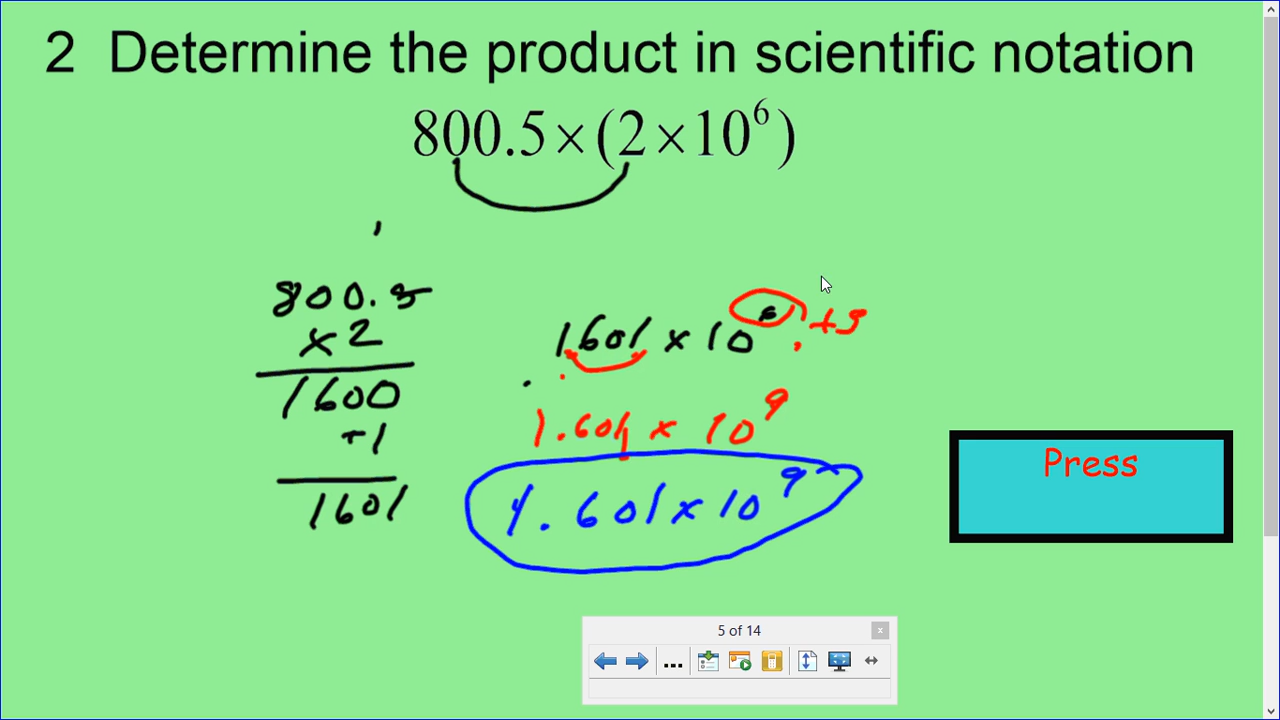 2 Determine the product in scientific notation
800.5×(2×10⁶)
800.5
x2
1600
+1
1601
1601 x 10⁶ +3
1.601 x 10⁹
1.601 x 10⁹
Press
5 of 14